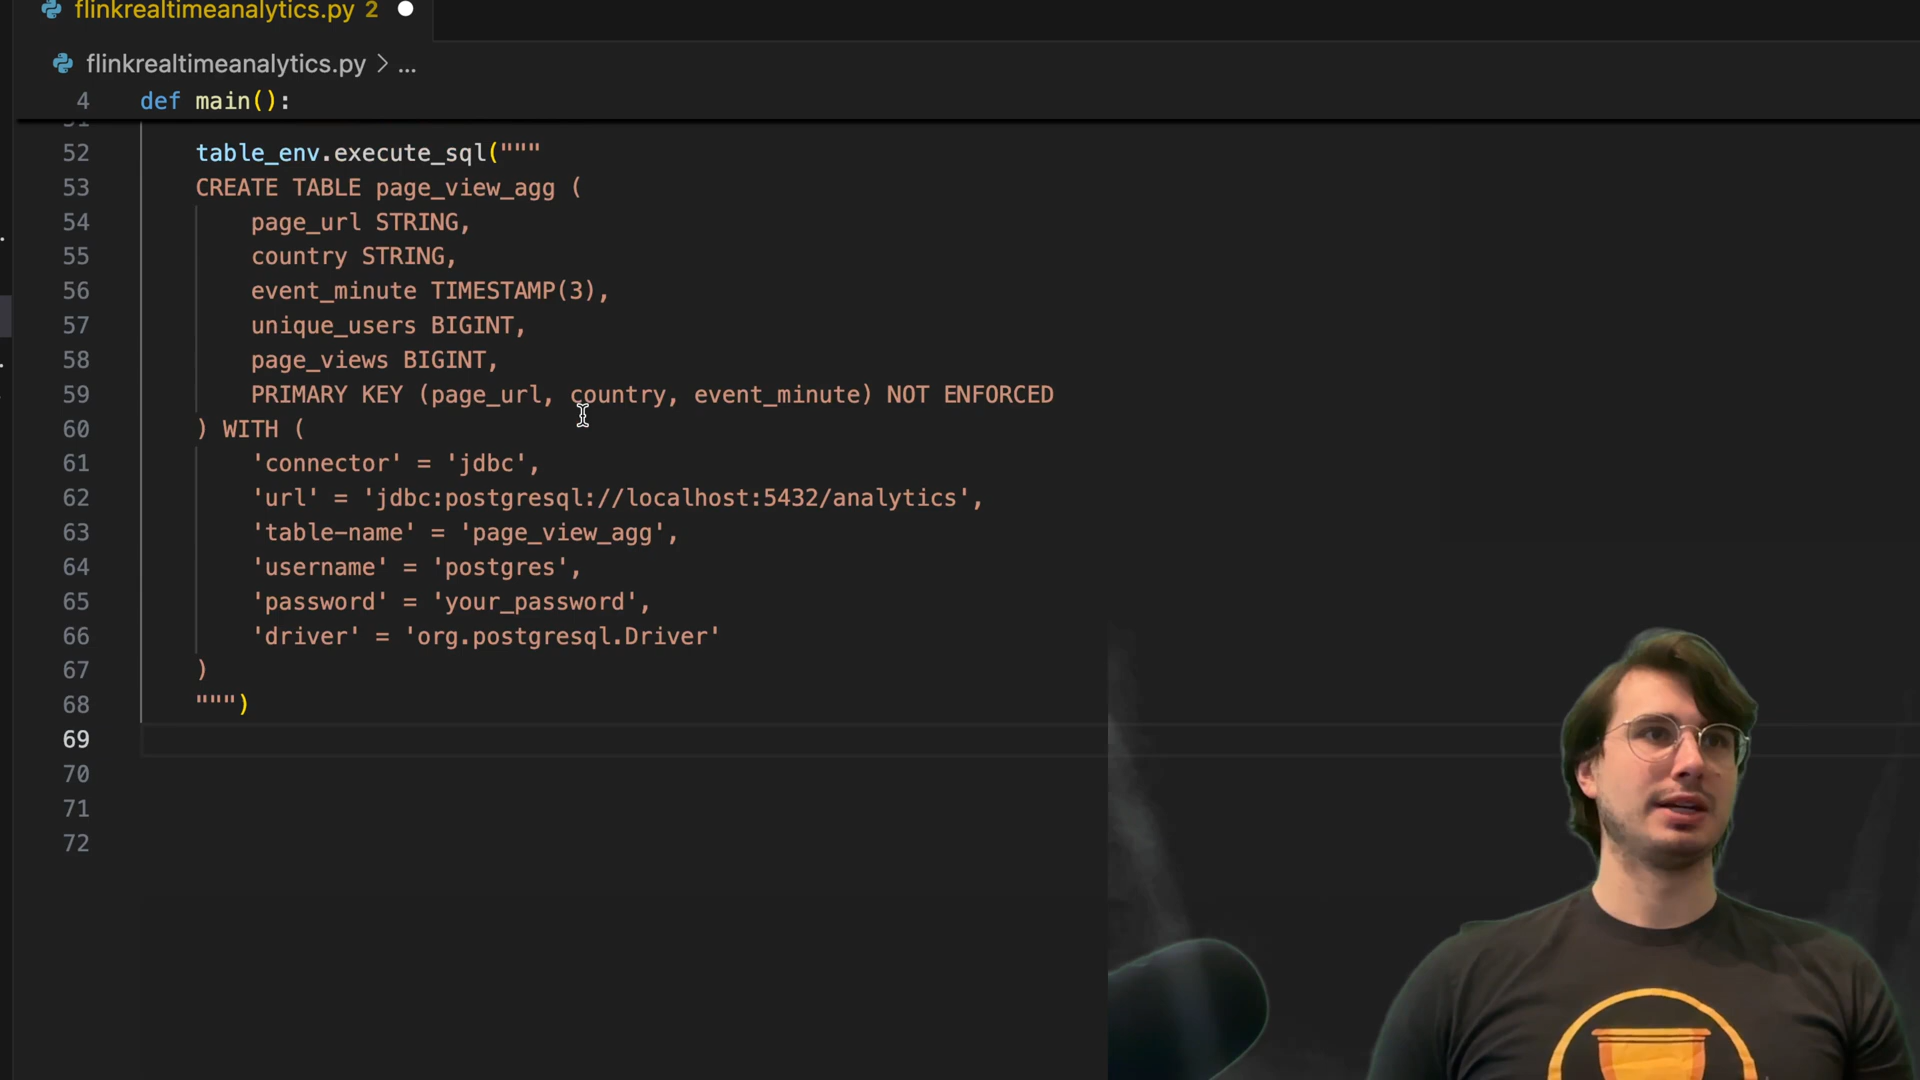 flinkrealtimeanalytics.py 2
flinkrealtimeanalytics.py > ...
4 def main():
51
52 table_env.execute_sql("""
53 CREATE TABLE page_view_agg (
54 page_url STRING,
55 country STRING,
56 event_minute TIMESTAMP(3),
57 unique_users BIGINT,
58 page_views BIGINT,
59 PRIMARY KEY (page_url, country, event_minute) NOT ENFORCED
60 ) WITH (
61 'connector' = 'jdbc',
62 'url' = 'jdbc:postgresql://localhost:5432/analytics',
63 'table-name' = 'page_view_agg',
64 'username' = 'postgres',
65 'password' = 'your_password',
66 'driver' = 'org.postgresql.Driver'
67 )
68 """)
69
70
71
72